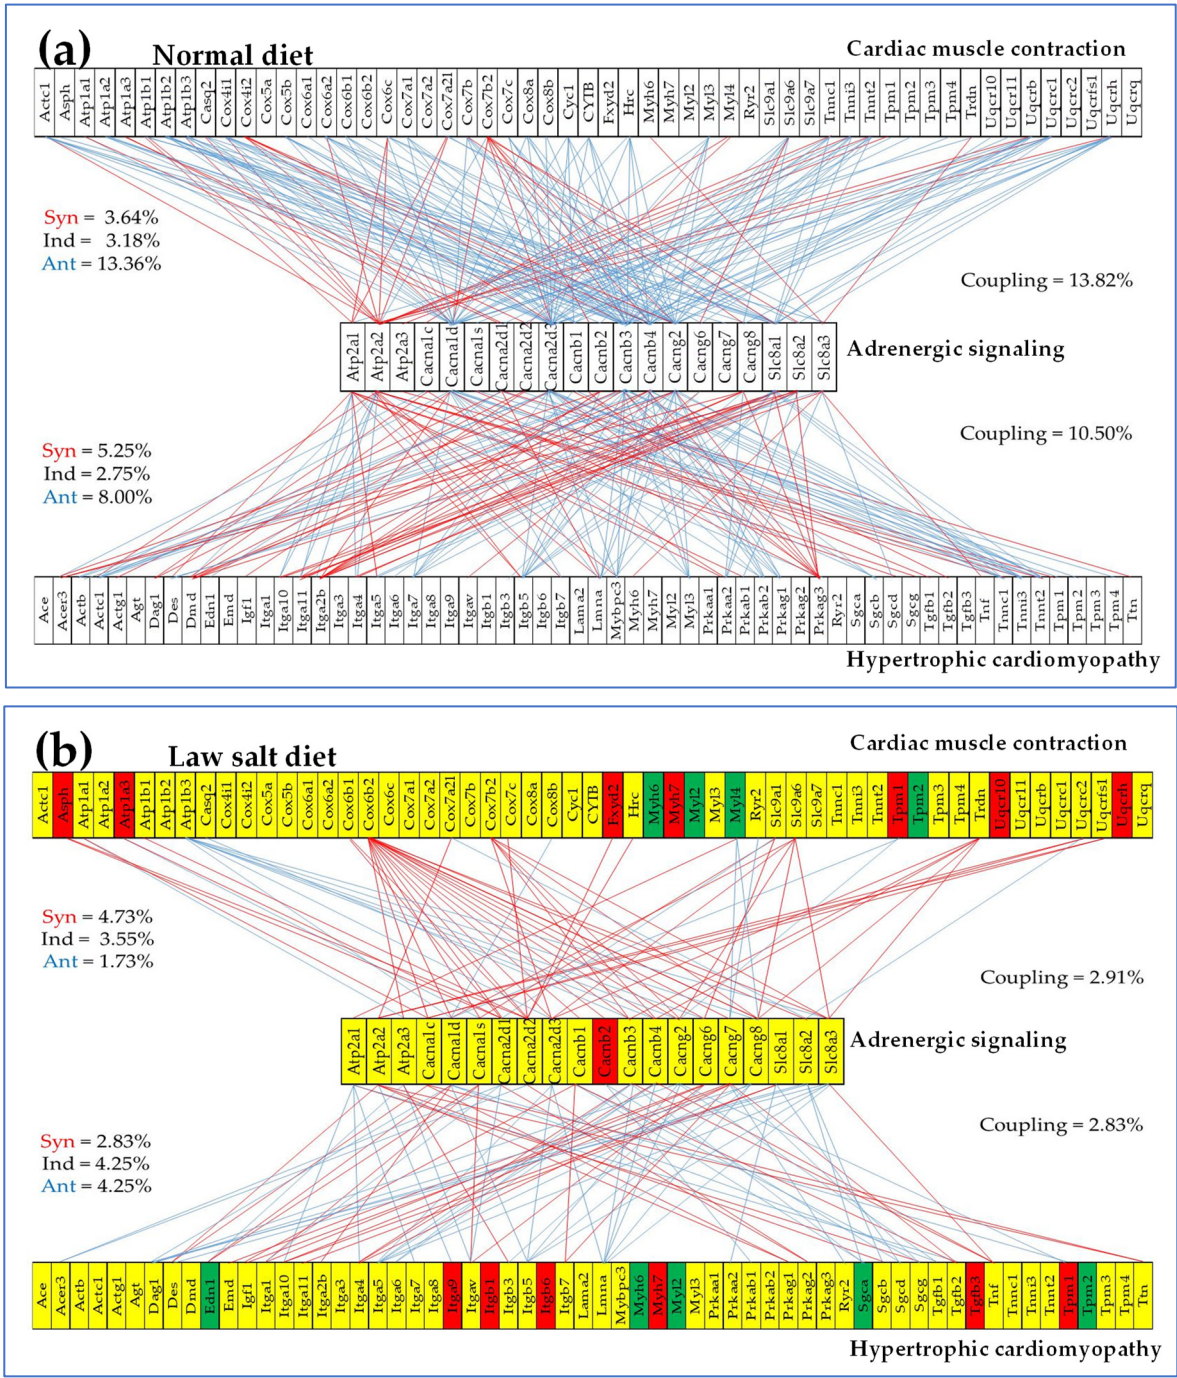 (a) Normal diet Cardiac muscle contraction
Actc1 Asph Atp1a1 Atp1a2 Atp1a3 Atp1b1 Atp1b2 Atp1b3 Casq2 Cox4i1 Cox4i2 Cox5a Cox5b Cox6a1 Cox6a2 Cox6b1 Cox6b2 Cox6c Cox7a1 Cox7a2 Cox7a2l Cox7b Cox7b2 Cox7c Cox8a Cox8b Cyc1 CYTB Fxyd2 Hrc Myh6 Myh7 Myl2 Myl3 Myl4 Ryr2 Slc9a1 Slc9a6 Slc9a7 Tnnc1 Tnni3 Tnnt2 Tpm1 Tpm2 Tpm3 Tpm4 Trdn Uqcr10 Uqcr11 Uqcrb Uqcrc1 Uqcrc2 Uqcrfs1 Uqcrh Uqcrq
Syn = 3.64%
Ind = 3.18%
Ant = 13.36%
Coupling = 13.82%
Atp2a1 Atp2a2 Atp2a3 Cacna1c Cacna1d Cacna1s Cacna2d1 Cacna2d2 Cacna2d3 Cacnb1 Cacnb2 Cacnb3 Cacnb4 Cacng2 Cacng6 Cacng7 Cacng8 Slc8a1 Slc8a2 Slc8a3
Adrenergic signaling
Coupling = 10.50%
Syn = 5.25%
Ind = 2.75%
Ant = 8.00%
Ace Acer3 Actb Actc1 Actg1 Agt Dag1 Des Dmd Edn1 Emd Igf1 Itga1 Itga10 Itga11 Itga2b Itga3 Itga4 Itga5 Itga6 Itga7 Itga8 Itga9 Itgav Itgb1 Itgb3 Itgb5 Itgb6 Itgb7 Lama2 Lmna Mybpc3 Myh6 Myh7 Myl2 Myl3 Prkaa1 Prkaa2 Prkab1 Prkab2 Prkag1 Prkag2 Prkag3 Ryr2 Sgca Sgcb Sgcd Sgcg Tgfb1 Tgfb2 Tgfb3 Tnf Tnnc1 Tnni3 Tnnt2 Tpm1 Tpm2 Tpm3 Tpm4 Ttn
Hypertrophic cardiomyopathy
(b) Law salt diet Cardiac muscle contraction
Actc1 Asph Atp1a1 Atp1a2 Atp1a3 Atp1b1 Atp1b2 Atp1b3 Casq2 Cox4i1 Cox4i2 Cox5a Cox5b Cox6a1 Cox6a2 Cox6b1 Cox6b2 Cox6c Cox7a1 Cox7a2 Cox7a2l Cox7b Cox7b2 Cox7c Cox8a Cox8b Cyc1 CYTB Fxyd2 Hrc Myh6 Myh7 Myl2 Myl3 Myl4 Ryr2 Slc9a1 Slc9a6 Slc9a7 Tnnc1 Tnni3 Tnnt2 Tpm1 Tpm2 Tpm3 Tpm4 Trdn Uqcr10 Uqcr11 Uqcrb Uqcrc1 Uqcrc2 Uqcrfs1 Uqcrh Uqcrq
Syn = 4.73%
Ind = 3.55%
Ant = 1.73%
Coupling = 2.91%
Atp2a1 Atp2a2 Atp2a3 Cacna1c Cacna1d Cacna1s Cacna2d1 Cacna2d2 Cacna2d3 Cacnb1 Cacnb2 Cacnb3 Cacnb4 Cacng2 Cacng6 Cacng7 Cacng8 Slc8a1 Slc8a2 Slc8a3
Adrenergic signaling
Coupling = 2.83%
Syn = 2.83%
Ind = 4.25%
Ant = 4.25%
Ace Acer3 Actb Actc1 Actg1 Agt Dag1 Des Dmd Edn1 Emd Igf1 Itga1 Itga10 Itga11 Itga2b Itga3 Itga4 Itga5 Itga6 Itga7 Itga8 Itga9 Itgav Itgb1 Itgb3 Itgb5 Itgb6 Itgb7 Lama2 Lmna Mybpc3 Myh6 Myh7 Myl2 Myl3 Prkaa1 Prkaa2 Prkab1 Prkab2 Prkag1 Prkag2 Prkag3 Ryr2 Sgca Sgcb Sgcd Sgcg Tgfb1 Tgfb2 Tgfb3 Tnf Tnnc1 Tnni3 Tnnt2 Tpm1 Tpm2 Tpm3 Tpm4 Ttn
Hypertrophic cardiomyopathy